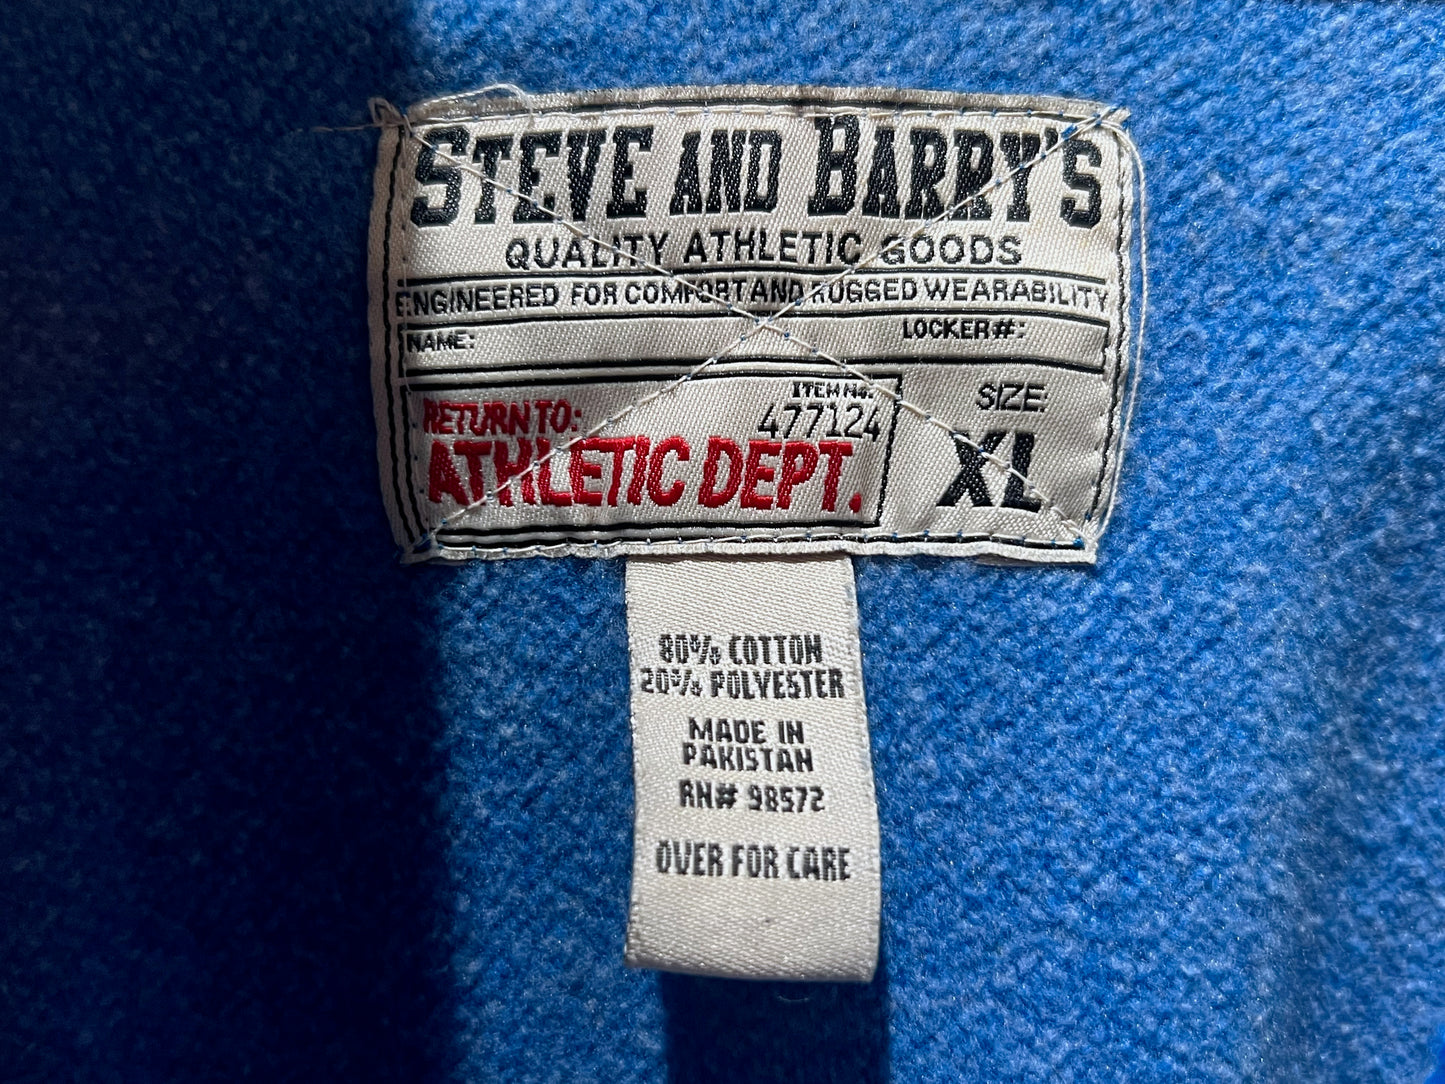 STEVE AND BARRY'S
QUALITY ATHLETIC GOODS
ENGINEERED FOR COMFORT AND RUGGED WEARABILITY
NAME: LOCKER#:
RETURN TO:
ATHLETIC DEPT.
ITEM No.
477124
SIZE:
XL
80% COTTON
20% POLYESTER
MADE IN
PAKISTAN
RN# 98572
OVER FOR CARE